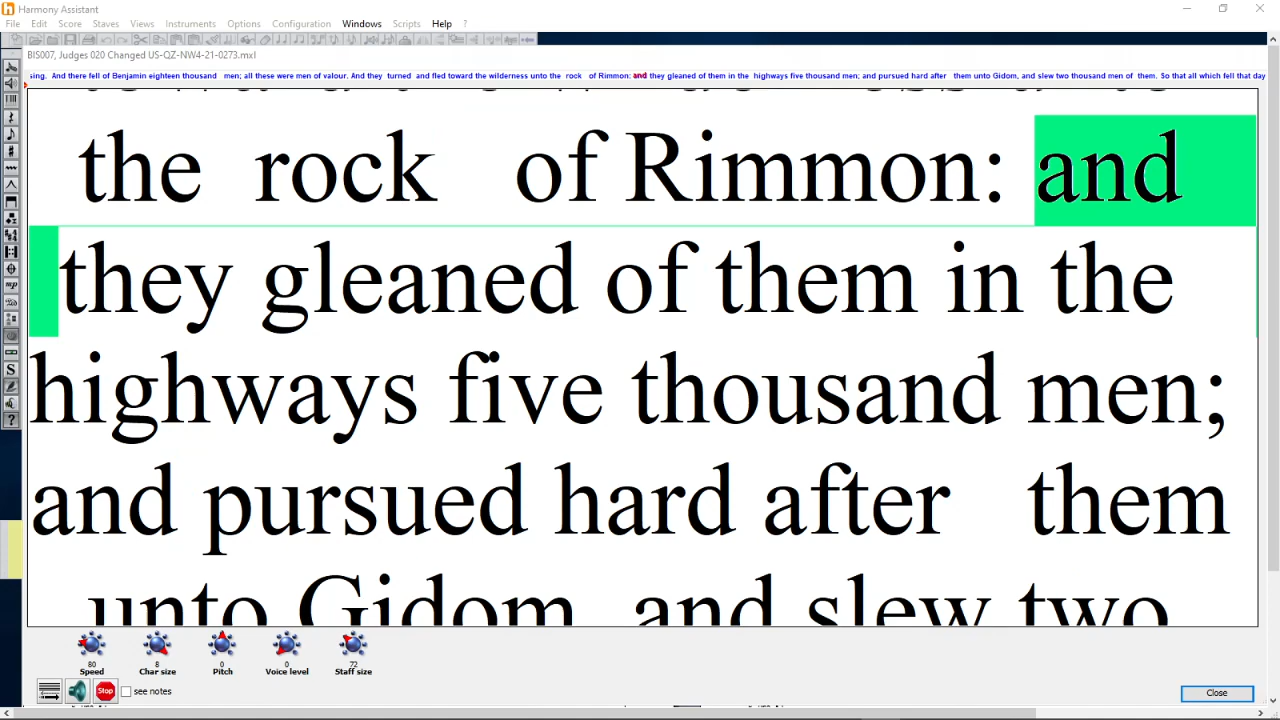 Harmony Assistant
File Edit Score Staves Views Instruments Options Configuration Windows Scripts Help ?
BIS007, Judges 020 Changed US-QZ-NW4-21-0273.mxl
sing. And there fell of Benjamin eighteen thousand men; all these were men of valour. And they turned and fled toward the wilderness unto the rock of Rimmon: and they gleaned of them in the highways five thousand men; and pursued hard after them unto Gidom, and slew two thousand men of them. So that all which fell that day
the rock of Rimmon: and
they gleaned of them in the
highways five thousand men;
and pursued hard after them
unto Gidom, and slew two
80 8 0 0 72
Speed Char size Pitch Voice level Staff size
Stop see notes Close